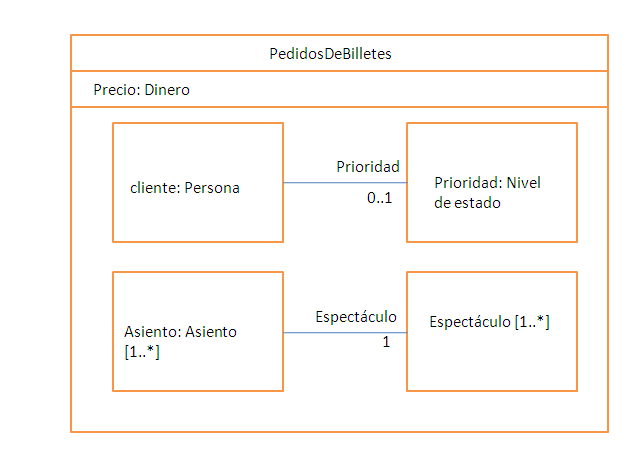 PedidosDeBilletes
Precio: Dinero
cliente: Persona
Prioridad
0..1
Prioridad: Nivel
de estado
Asiento: Asiento
[1..*]
Espectáculo
1
Espectáculo [1..*]